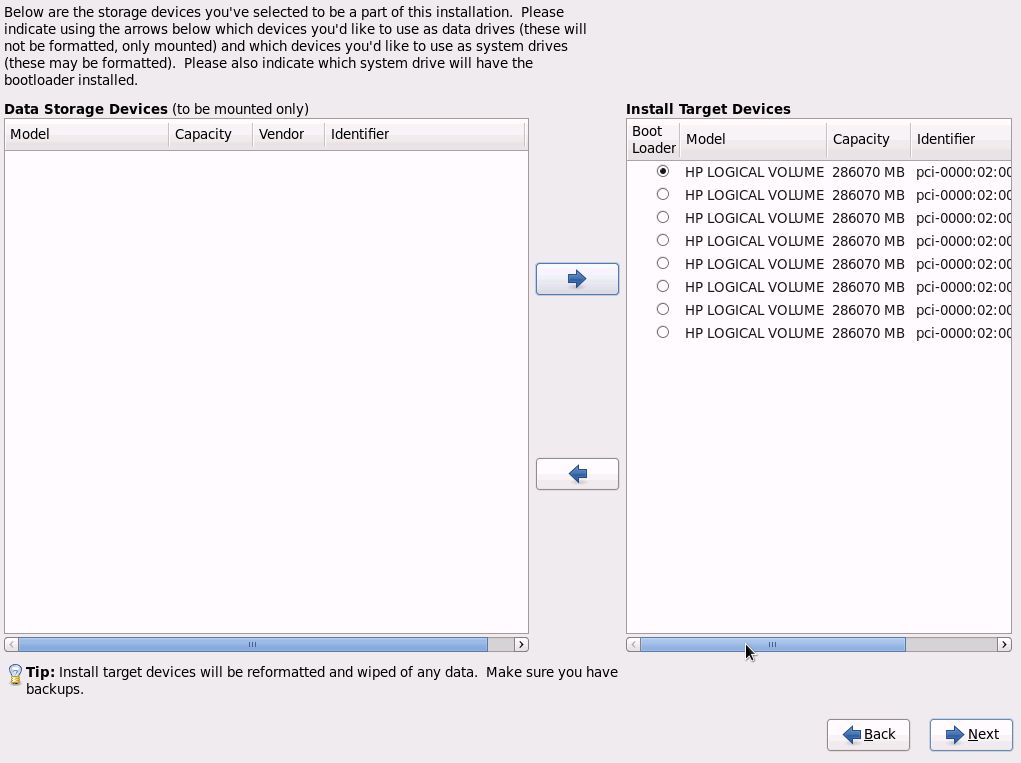 Below are the storage devices you've selected to be a part of this installation.  Please
indicate using the arrows below which devices you'd like to use as data drives (these will
not be formatted, only mounted) and which devices you'd like to use as system drives
(these may be formatted).  Please also indicate which system drive will have the
bootloader installed.
Data Storage Devices (to be mounted only)
Model Capacity Vendor Identifier
Install Target Devices
Boot Loader Model Capacity Identifier
HP LOGICAL VOLUME 286070 MB pci-0000:02:00
HP LOGICAL VOLUME 286070 MB pci-0000:02:00
HP LOGICAL VOLUME 286070 MB pci-0000:02:00
HP LOGICAL VOLUME 286070 MB pci-0000:02:00
HP LOGICAL VOLUME 286070 MB pci-0000:02:00
HP LOGICAL VOLUME 286070 MB pci-0000:02:00
HP LOGICAL VOLUME 286070 MB pci-0000:02:00
HP LOGICAL VOLUME 286070 MB pci-0000:02:00
Tip: Install target devices will be reformatted and wiped of any data.  Make sure you have
backups.
Back Next